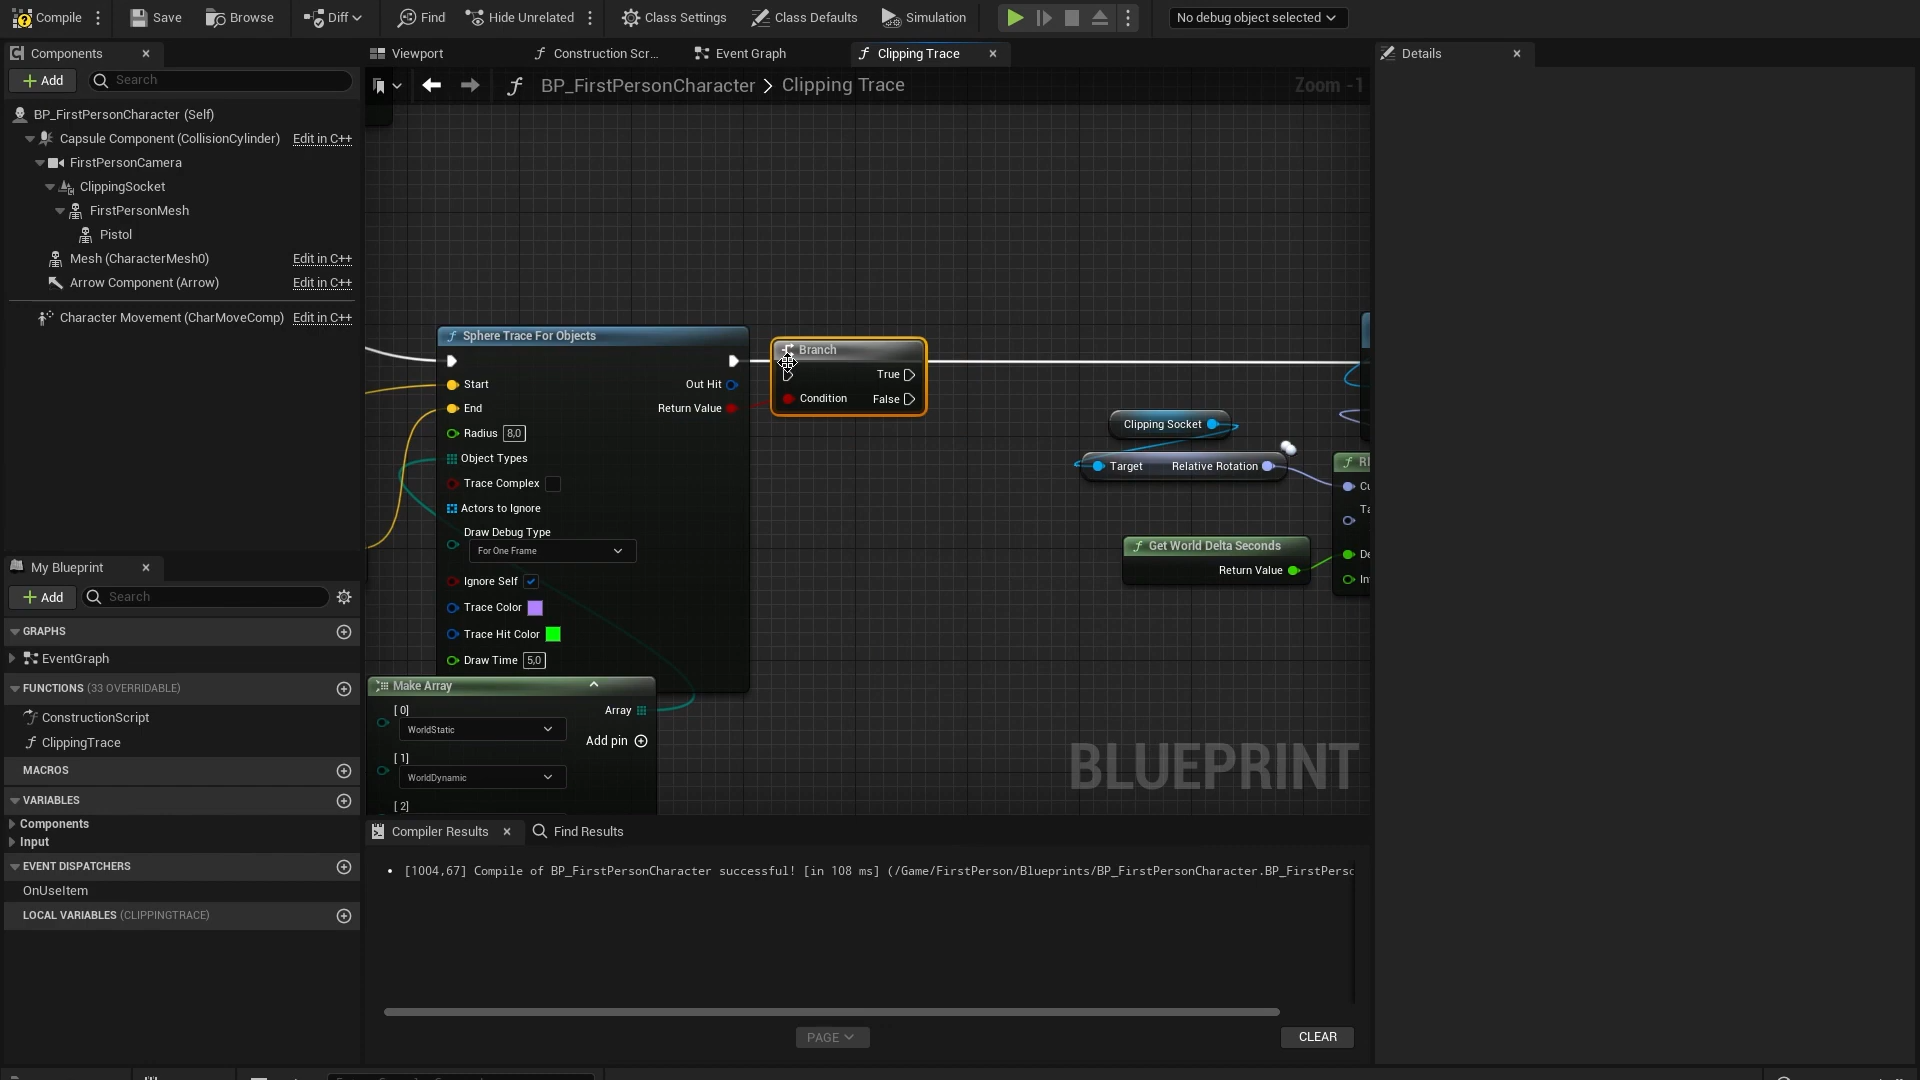 Compile
Save
Browse
Diff
Find
Hide Unrelated
Class Settings
Class Defaults
Simulation
No debug object selected
Components
Viewport
Construction Scr...
Event Graph
Clipping Trace
Details
Add
Search
BP_FirstPersonCharacter > Clipping Trace
Zoom -1
BP_FirstPersonCharacter (Self)
Capsule Component (CollisionCylinder) Edit in C++
FirstPersonCamera
ClippingSocket
FirstPersonMesh
Pistol
Mesh (CharacterMesh0) Edit in C++
Arrow Component (Arrow) Edit in C++
Character Movement (CharMoveComp) Edit in C++
Sphere Trace For Objects
Start
Out Hit
End
Return Value
Radius 8,0
Object Types
Trace Complex
Actors to Ignore
Draw Debug Type
For One Frame
Ignore Self
Trace Color
Trace Hit Color
Draw Time 5,0
Branch
True
Condition
False
Clipping Socket
Target
Relative Rotation
Get World Delta Seconds
Return Value
Make Array
[ 0]
Array
WorldStatic
Add pin
[ 1]
WorldDynamic
[ 2]
BLUEPRINT
My Blueprint
Add
Search
GRAPHS
EventGraph
FUNCTIONS (33 OVERRIDABLE)
ConstructionScript
ClippingTrace
MACROS
VARIABLES
Components
Input
EVENT DISPATCHERS
OnUseItem
LOCAL VARIABLES (CLIPPINGTRACE)
Compiler Results
Find Results
[1004,67] Compile of BP_FirstPersonCharacter successful! [in 108 ms] (/Game/FirstPerson/Blueprints/BP_FirstPersonCharacter.BP_FirstPersc
PAGE
CLEAR